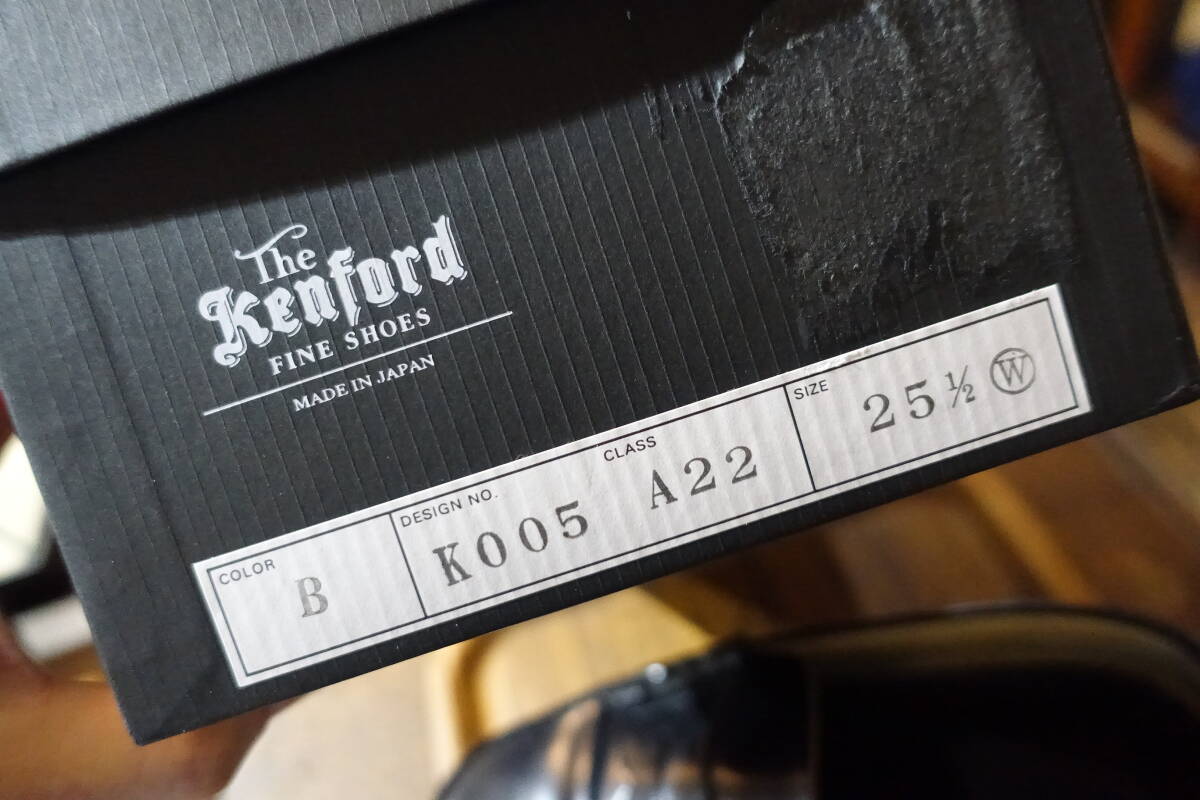 The
Kenford
FINE SHOES
MADE IN JAPAN
COLOR
B
DESIGN NO.
K005
CLASS
A22
SIZE
25½ Ⓦ